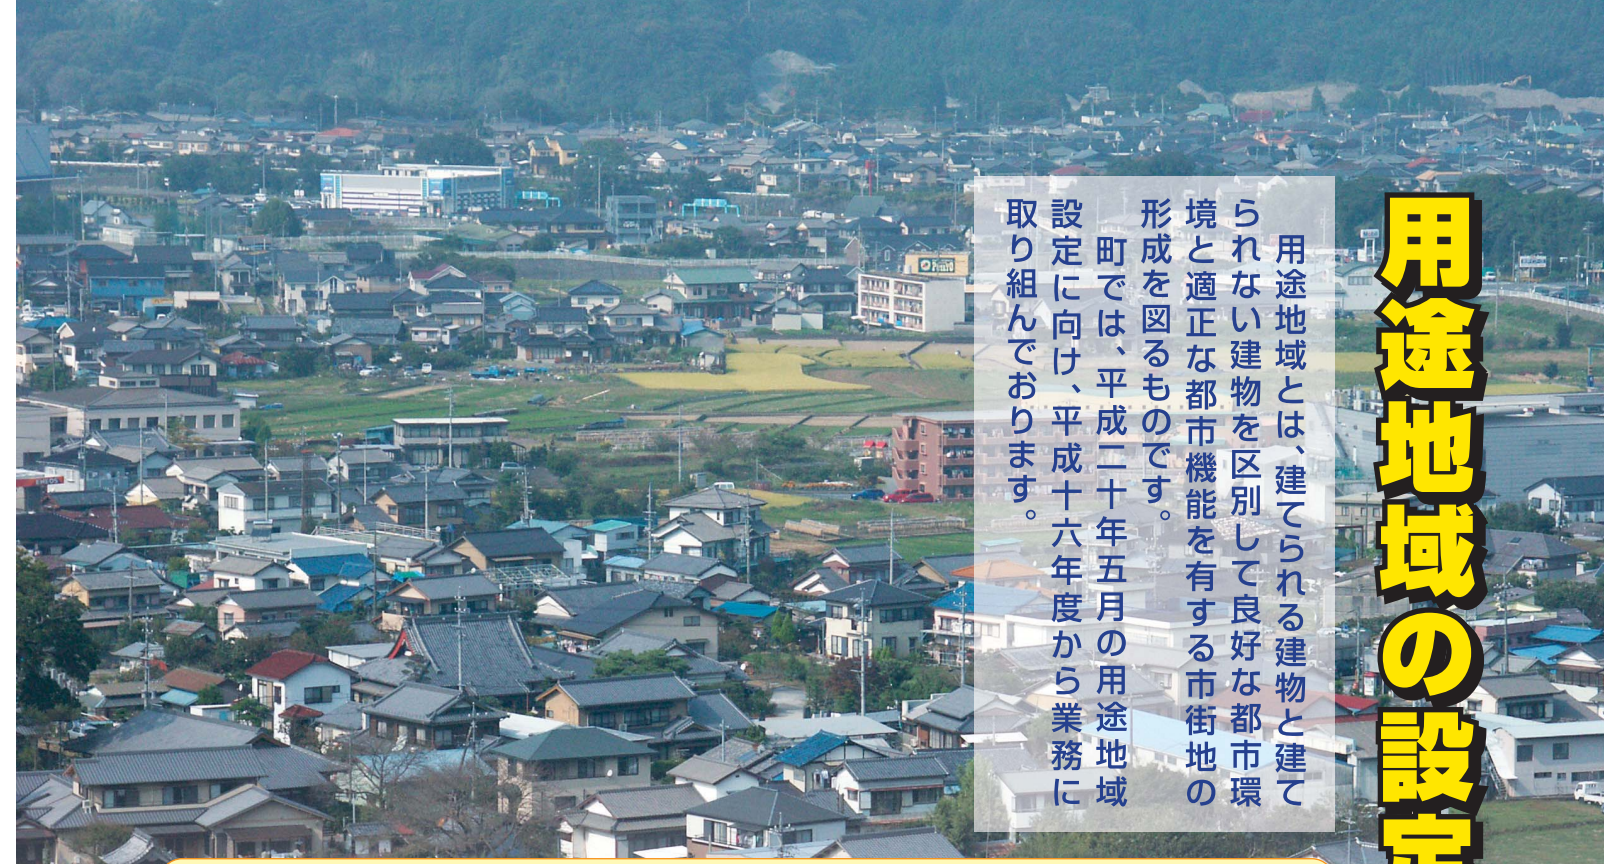 用途地域の設定
用途地域とは、建てられる建物と建て
られない建物を区別して良好な都市環
境と適正な都市機能を有する市街地の
形成を図るものです。
町では、平成二十年五月の用途地域
設定に向け、平成十六年度から業務に
取り組んでおります。